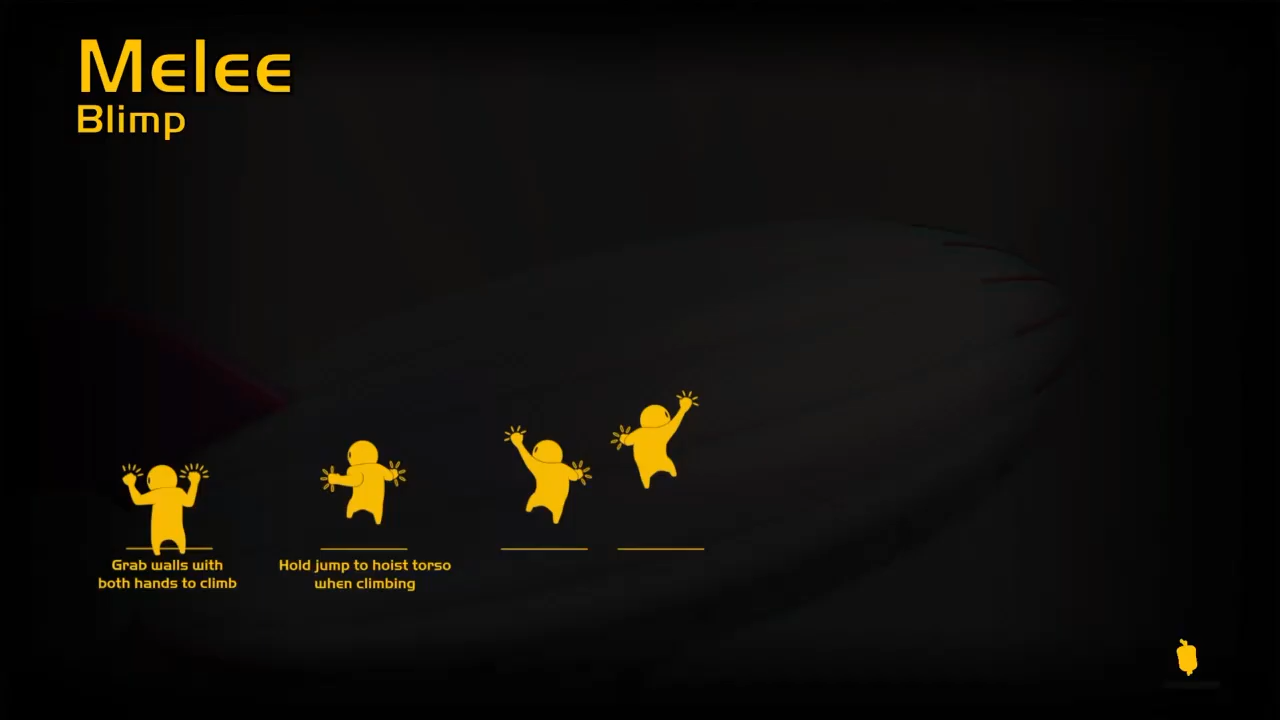 Melee
Blimp
Grab walls with
both hands to climb
Hold jump to hoist torso
when climbing